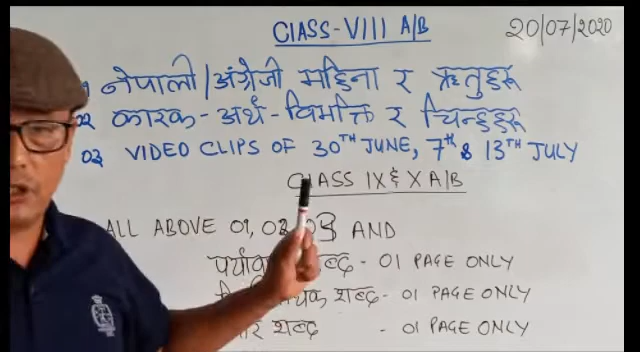 CLASS-VIII A/B
20/07/2020
नेपाली/अंग्रेजी महिना र ऋतुहरू
कारक - अर्थ - विभक्ति र चिन्हहरू
03 VIDEO CLIPS OF 30TH JUNE, 7th & 13TH JULY
CLASS IX & X A/B
ALL ABOVE 01, 02, 03 AND
शब्द - 01 PAGE ONLY
शब्द - 01 PAGE ONLY
शब्द - 01 PAGE ONLY